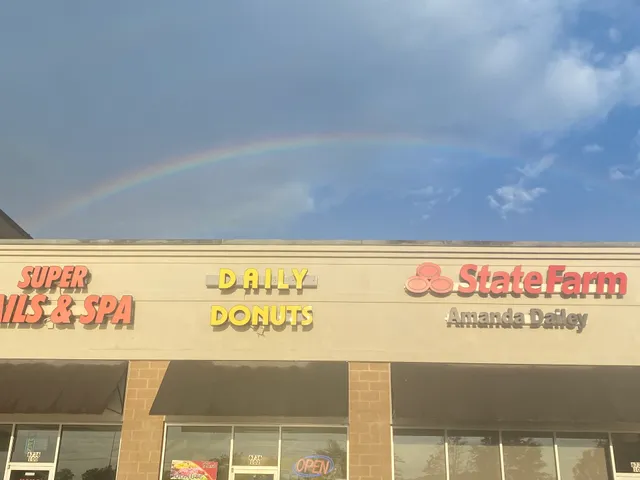 SUPER
AILS & SPA
DAILY
DONUTS
StateFarm
Amanda Dailey
OPEN